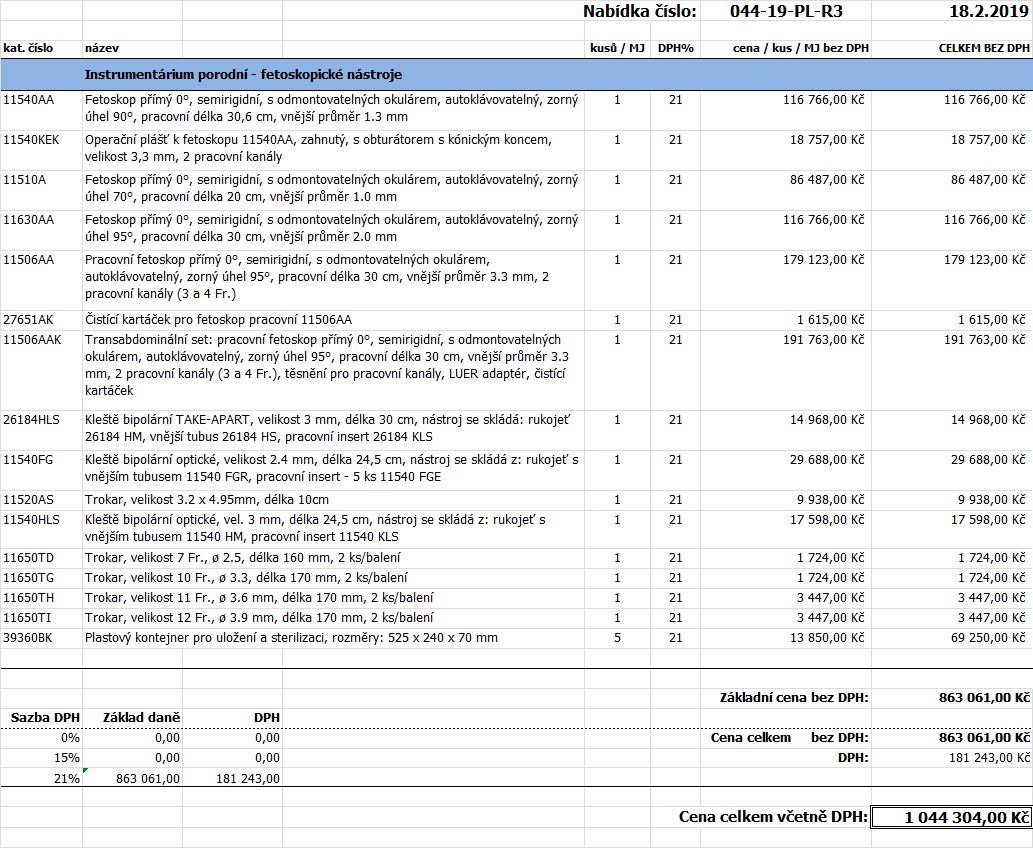 Nabídka číslo: 044-19-PL-R3 18.2.2019
kat. číslo název kusů / MJ DPH% cena / kus / MJ bez DPH CELKEM BEZ DPH
Instrumentárium porodní - fetoskopické nástroje
11540AA Fetoskop přímý 0°, semirigidní, s odmontovatelných okulárem, autoklávovatelný, zorný 1 21 116 766,00 Kč 116 766,00 Kč
úhel 90°, pracovní délka 30,6 cm, vnější průměr 1.3 mm
11540KEK Operační plášť k fetoskopu 11540AA, zahnutý, s obturátorem s kónickým koncem, 1 21 18 757,00 Kč 18 757,00 Kč
velikost 3,3 mm, 2 pracovní kanály
11510A Fetoskop přímý 0°, semirigidní, s odmontovatelných okulárem, autoklávovatelný, zorný 1 21 86 487,00 Kč 86 487,00 Kč
úhel 70°, pracovní délka 20 cm, vnější průměr 1.0 mm
11630AA Fetoskop přímý 0°, semirigidní, s odmontovatelných okulárem, autoklávovatelný, zorný 1 21 116 766,00 Kč 116 766,00 Kč
úhel 95°, pracovní délka 30 cm, vnější průměr 2.0 mm
11506AA Pracovní fetoskop přímý 0°, semirigidní, s odmontovatelných okulárem, 1 21 179 123,00 Kč 179 123,00 Kč
autoklávovatelný, zorný úhel 95°, pracovní délka 30 cm, vnější průměr 3.3 mm, 2
pracovní kanály (3 a 4 Fr.)
27651AK Čistící kartáček pro fetoskop pracovní 11506AA 1 21 1 615,00 Kč 1 615,00 Kč
11506AAK Transabdominální set: pracovní fetoskop přímý 0°, semirigidní, s odmontovatelných 1 21 191 763,00 Kč 191 763,00 Kč
okulárem, autoklávovatelný, zorný úhel 95°, pracovní délka 30 cm, vnější průměr 3.3
mm, 2 pracovní kanály (3 a 4 Fr.), těsnění pro pracovní kanály, LUER adaptér, čistící
kartáček
26184HLS Kleště bipolární TAKE-APART, velikost 3 mm, délka 30 cm, nástroj se skládá: rukojeť 1 21 14 968,00 Kč 14 968,00 Kč
26184 HM, vnější tubus 26184 HS, pracovní insert 26184 KLS
11540FG Kleště bipolární optické, velikost 2.4 mm, délka 24,5 cm, nástroj se skládá z: rukojeť s 1 21 29 688,00 Kč 29 688,00 Kč
vnějším tubusem 11540 FGR, pracovní insert - 5 ks 11540 FGE
11520AS Trokar, velikost 3.2 x 4.95mm, délka 10cm 1 21 9 938,00 Kč 9 938,00 Kč
11540HLS Kleště bipolární optické, vel. 3 mm, délka 24,5 cm, nástroj se skládá z: rukojeť s 1 21 17 598,00 Kč 17 598,00 Kč
vnějším tubusem 11540 HM, pracovní insert 11540 KLS
11650TD Trokar, velikost 7 Fr., ø 2.5, délka 160 mm, 2 ks/balení 1 21 1 724,00 Kč 1 724,00 Kč
11650TG Trokar, velikost 10 Fr., ø 3.3, délka 170 mm, 2 ks/balení 1 21 1 724,00 Kč 1 724,00 Kč
11650TH Trokar, velikost 11 Fr., ø 3.6 mm, délka 170 mm, 2 ks/balení 1 21 3 447,00 Kč 3 447,00 Kč
11650TI Trokar, velikost 12 Fr., ø 3.9 mm, délka 170 mm, 2 ks/balení 1 21 3 447,00 Kč 3 447,00 Kč
39360BK Plastový kontejner pro uložení a sterilizaci, rozměry: 525 x 240 x 70 mm 5 21 13 850,00 Kč 69 250,00 Kč
Základní cena bez DPH: 863 061,00 Kč
Sazba DPH Základ daně DPH
0% 0,00 0,00 Cena celkem bez DPH: 863 061,00 Kč
15% 0,00 0,00 DPH: 181 243,00 Kč
21% 863 061,00 181 243,00
Cena celkem včetně DPH: 1 044 304,00 Kč